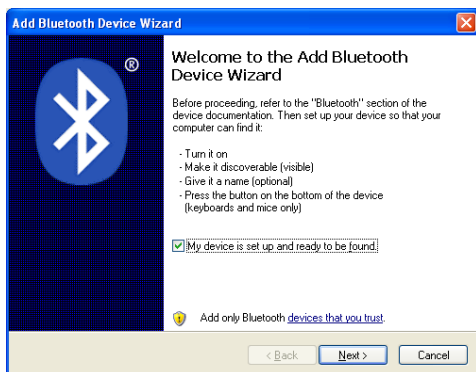 Add Bluetooth Device Wizard
®
Welcome to the Add Bluetooth
Device Wizard
Before proceeding, refer to the "Bluetooth" section of the
device documentation. Then set up your device so that your
computer can find it:
- Turn it on
- Make it discoverable (visible)
- Give it a name (optional)
- Press the button on the bottom of the device
(keyboards and mice only)
My device is set up and ready to be found.
Add only Bluetooth devices that you trust.
< Back Next > Cancel